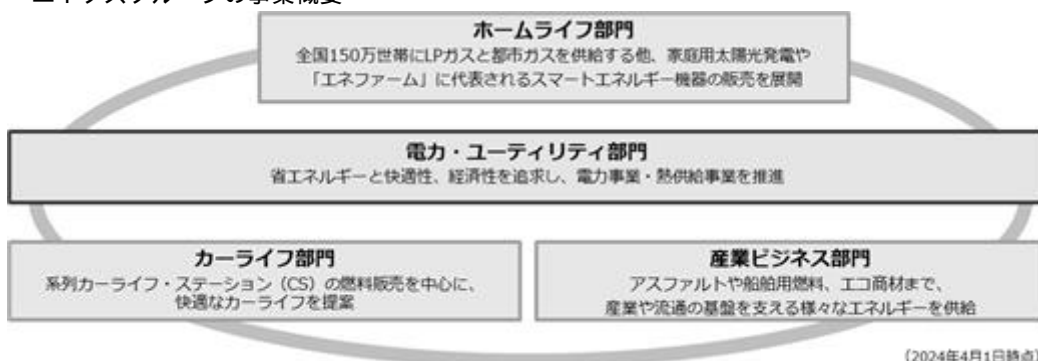 ホームライフ部門
全国150万世帯にLPガスと都市ガスを供給する他、家庭用太陽光発電や
「エネファーム」に代表されるスマートエネルギー機器の販売を展開
電力・ユーティリティ部門
省エネルギーと快適性、経済性を追求し、電力事業・熱供給事業を推進
カーライフ部門
系列カーライフ・ステーション（CS）の燃料販売を中心に、
快適なカーライフを提案
産業ビジネス部門
アスファルトや船舶用燃料、エコ商材まで、
産業や流通の基盤を支える様々なエネルギーを供給
（2024年4月1日時点）